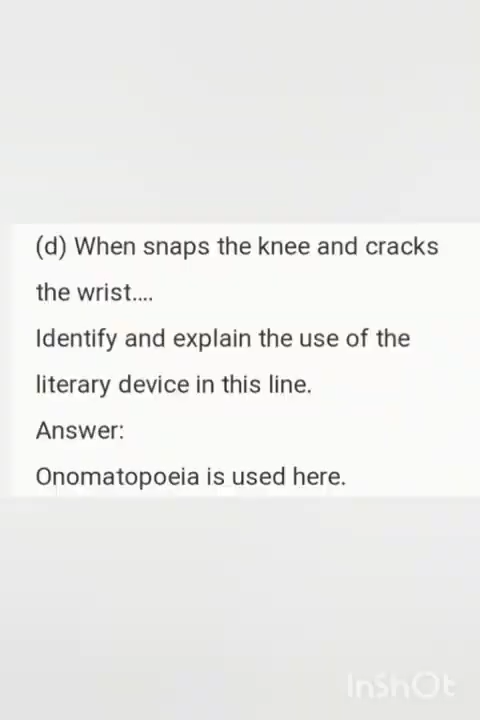 (d) When snaps the knee and cracks
the wrist....
Identify and explain the use of the
literary device in this line.
Answer:
Onomatopoeia is used here.
InShOt